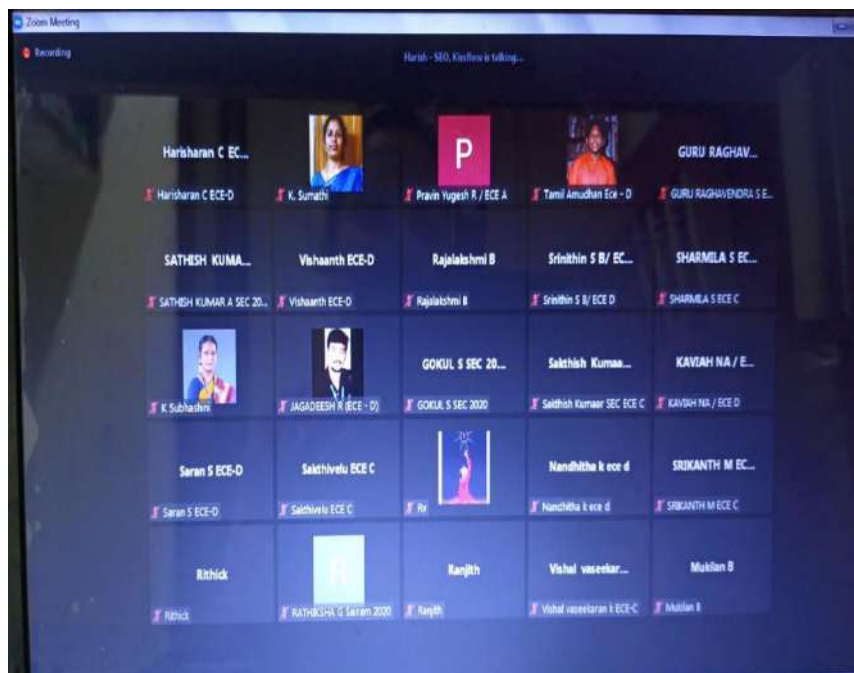 Zoom Meeting
Recording
Harish - SEO, Kissflow is talking...
Harisharan C EC...
P
GURU RAGHAV...
Harisharan C ECE-D
K. Sumathi
Pravin Yugesh R / ECE A
Tamil Amudhan Ece - D
GURU RAGHAVENDRA S E...
SATHISH KUMA...
Vishaanth ECE-D
Rajalakshmi B
Srinithin S B/ EC...
SHARMILA S EC...
SATHISH KUMAR A SEC 20...
Vishaanth ECE-D
Rajalakshmi B
Srinithin S B/ ECE D
SHARMILA S ECE C
GOKUL S SEC 20...
Sakthish Kumaa...
KAVIAH NA / E...
K Subhashni
JAGADEESH R (ECE - D)
GOKUL S SEC 2020
Sakthish Kumaar SEC ECE C
KAVIAH NA / ECE D
Saran S ECE-D
Sakthivelu ECE C
Nandhitha k ece d
SRIKANTH M EC...
Saran S ECE-D
Sakthivelu ECE C
Rv
Nandhitha k ece d
SRIKANTH M ECE C
Rithick
R
Ranjith
Vishal vaseekar...
Mukilan B
Rithick
RATHIKSHA G Sairam 2020
Ranjith
Vishal vaseekaran k ECE-C
Mukilan B